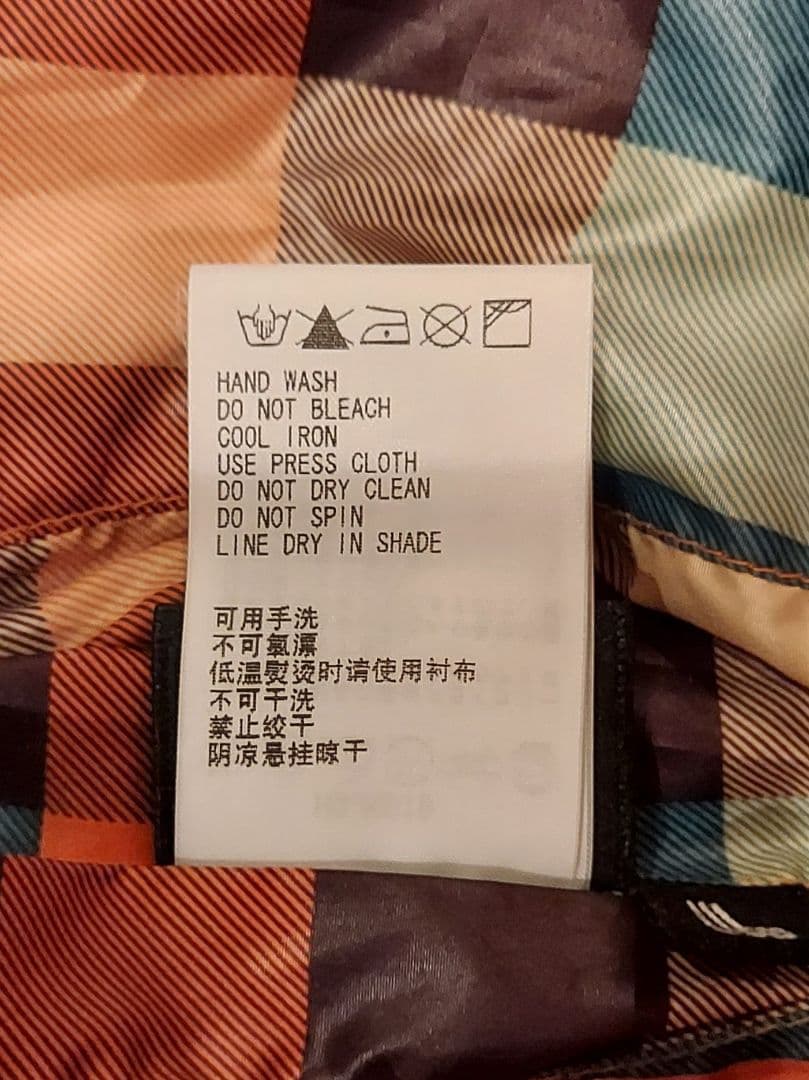 HAND WASH
DO NOT BLEACH
COOL IRON
USE PRESS CLOTH
DO NOT DRY CLEAN
DO NOT SPIN
LINE DRY IN SHADE
可用手洗
不可氯漂
低温熨烫时请使用衬布
不可干洗
禁止绞干
阴凉悬挂晾干